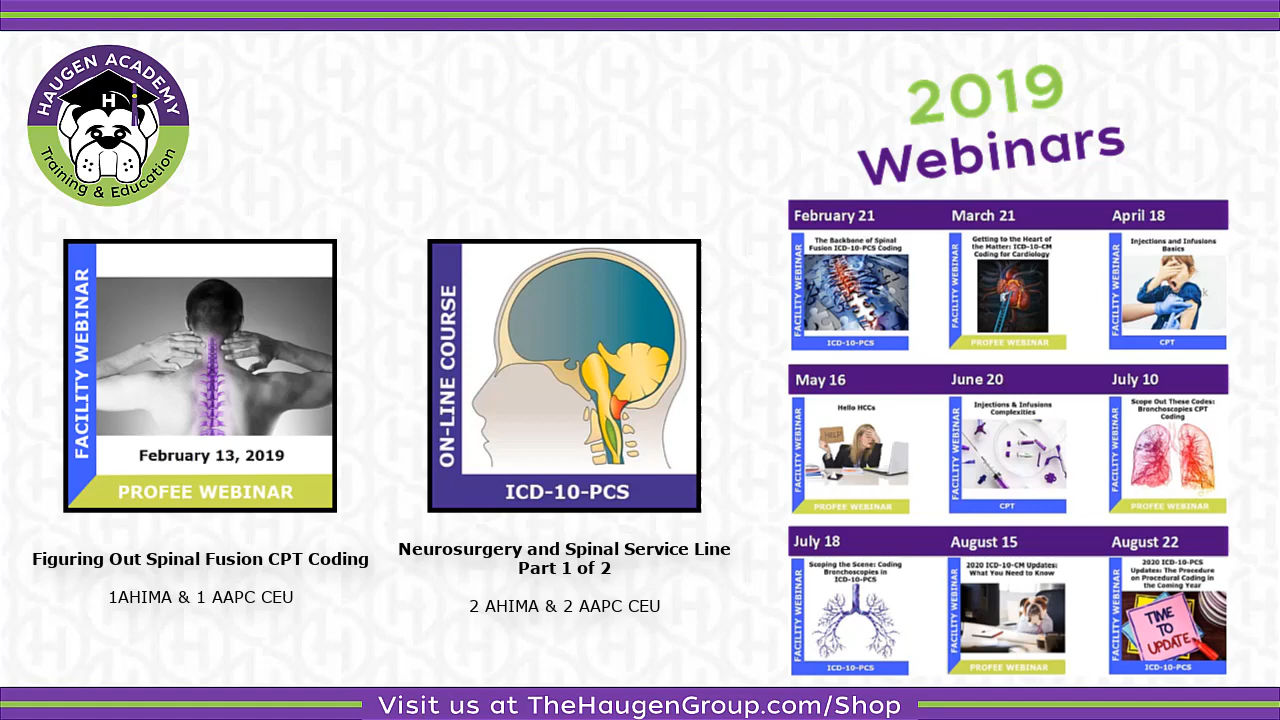 HAUGEN ACADEMY
H
Training & Education
FACILITY WEBINAR
February 13, 2019
PROFEE WEBINAR
Figuring Out Spinal Fusion CPT Coding
1AHIMA & 1 AAPC CEU
ON-LINE COURSE
ICD-10-PCS
Neurosurgery and Spinal Service Line
Part 1 of 2
2 AHIMA & 2 AAPC CEU
2019
Webinars
February 21
March 21
April 18
FACILITY WEBINAR
The Backbone of Spinal
Fusion ICD-10-PCS Coding
ICD-10-PCS
FACILITY WEBINAR
Getting to the Heart of
the Matter: ICD-10-CM
Coding for Cardiology
PROFEE WEBINAR
FACILITY WEBINAR
Injections and Infusions
Basics
CPT
May 16
June 20
July 10
FACILITY WEBINAR
Hello HCCs
HELP
PROFEE WEBINAR
FACILITY WEBINAR
Injections & Infusions
Complexities
CPT
FACILITY WEBINAR
Scope Out These Codes:
Bronchoscopies CPT
Coding
PROFEE WEBINAR
July 18
August 15
August 22
FACILITY WEBINAR
Scoping the Scene: Coding
Bronchoscopies in
ICD-10-PCS
ICD-10-PCS
FACILITY WEBINAR
2020 ICD-10-CM Updates:
What You Need to Know
PROFEE WEBINAR
FACILITY WEBINAR
2020 ICD-10-PCS
Updates: The Procedure
on Procedural Coding in
the Coming Year
TIME
TO
UPDATE
ICD-10-PCS
Visit us at TheHaugenGroup.com/Shop